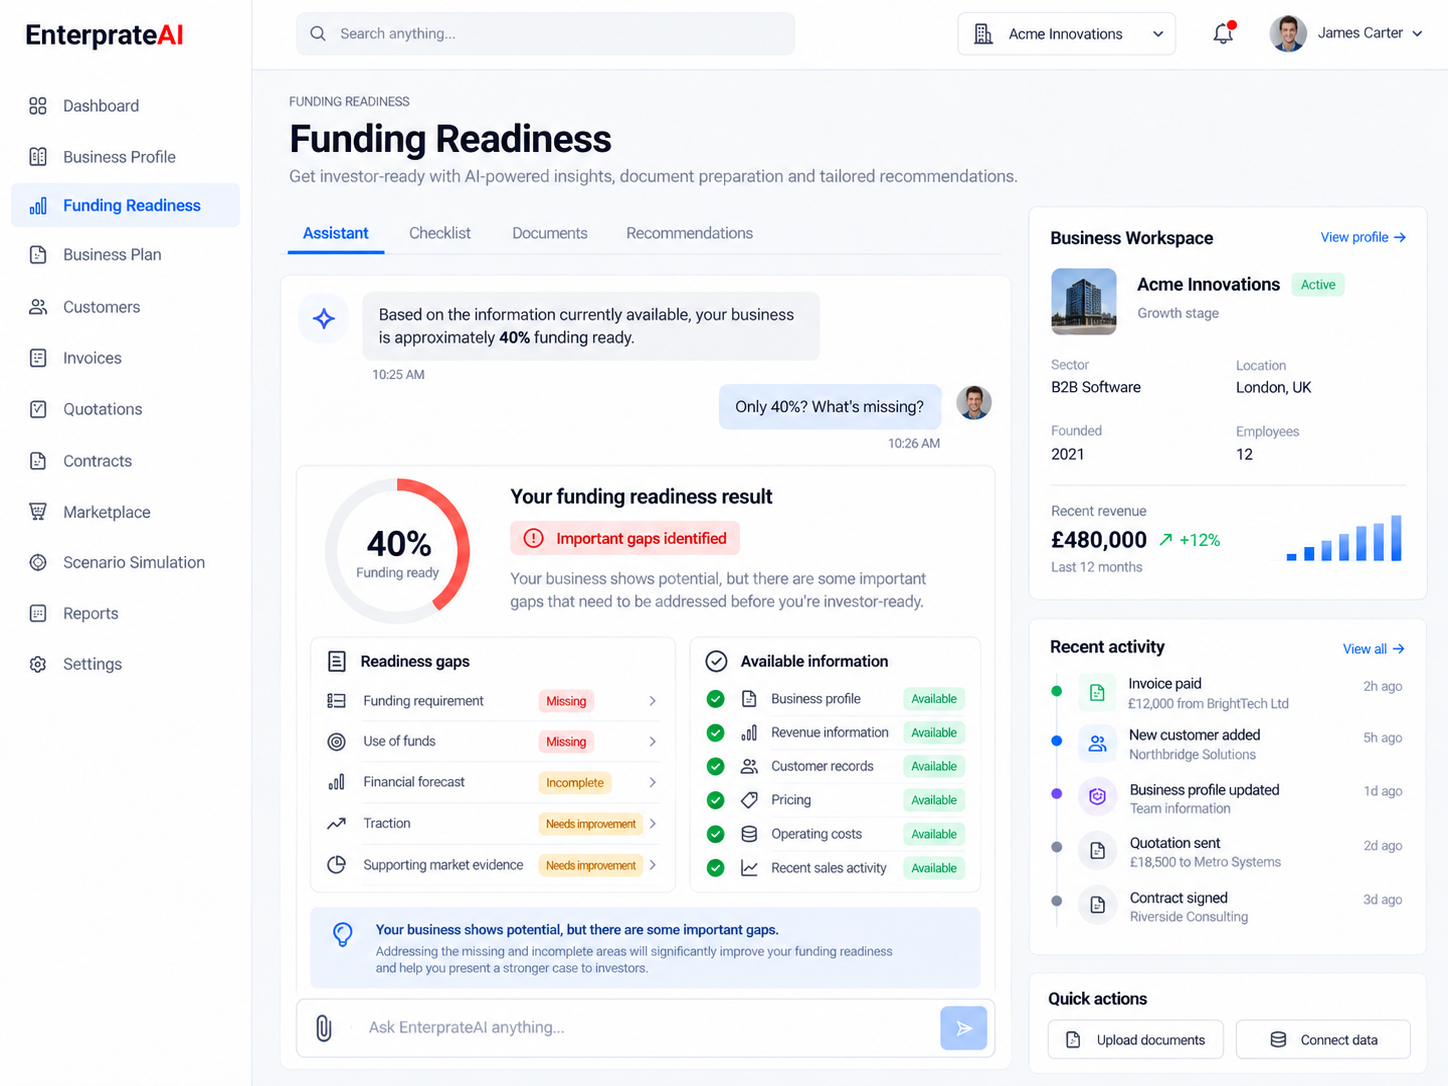 EnterprateAI
Search anything...
Acme Innovations
James Carter
Dashboard
Business Profile
Funding Readiness
Business Plan
Customers
Invoices
Quotations
Contracts
Marketplace
Scenario Simulation
Reports
Settings
FUNDING READINESS
Funding Readiness
Get investor-ready with AI-powered insights, document preparation and tailored recommendations.
Assistant
Checklist
Documents
Recommendations
Based on the information currently available, your business
is approximately 40% funding ready.
10:25 AM
Only 40%? What's missing?
10:26 AM
40%
Funding ready
Your funding readiness result
Important gaps identified
Your business shows potential, but there are some important
gaps that need to be addressed before you're investor-ready.
Readiness gaps
Funding requirement Missing
Use of funds Missing
Financial forecast Incomplete
Traction Needs improvement
Supporting market evidence Needs improvement
Available information
Business profile Available
Revenue information Available
Customer records Available
Pricing Available
Operating costs Available
Recent sales activity Available
Your business shows potential, but there are some important gaps.
Addressing the missing and incomplete areas will significantly improve your funding readiness
and help you present a stronger case to investors.
Ask EnterprateAI anything...
Business Workspace
View profile →
Acme Innovations Active
Growth stage
Sector
B2B Software
Location
London, UK
Founded
2021
Employees
12
Recent revenue
£480,000 ↗ +12%
Last 12 months
Recent activity
View all →
Invoice paid 2h ago
£12,000 from BrightTech Ltd
New customer added 5h ago
Northbridge Solutions
Business profile updated 1d ago
Team information
Quotation sent 2d ago
£18,500 to Metro Systems
Contract signed 3d ago
Riverside Consulting
Quick actions
Upload documents
Connect data